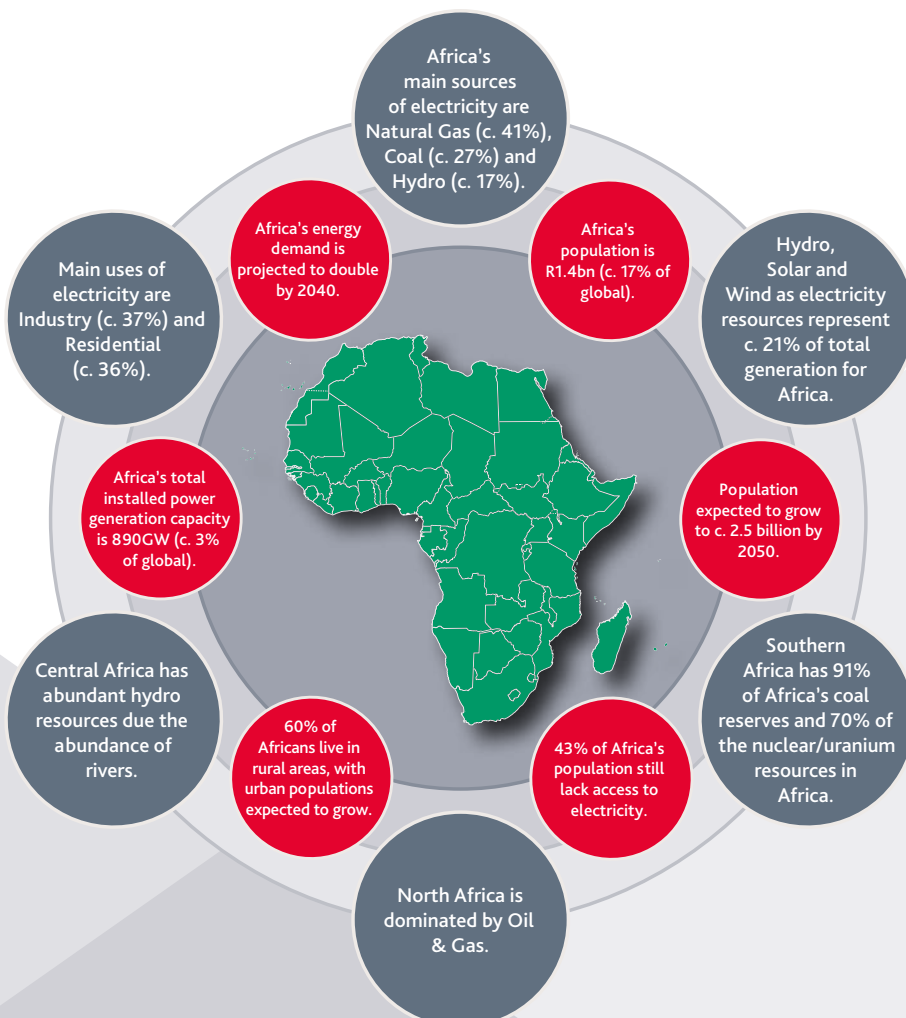 Africa's
main sources
of electricity are
Natural Gas (c. 41%),
Coal (c. 27%) and
Hydro (c. 17%).
Africa's energy
demand is
projected to double
by 2040.
Africa's
population is
R1.4bn (c. 17% of
global).
Main uses of
electricity are
Industry (c. 37%) and
Residential
(c. 36%).
Hydro,
Solar and
Wind as electricity
resources represent
c. 21% of total
generation for
Africa.
Africa's total
installed power
generation capacity
is 890GW (c. 3%
of global).
Population
expected to grow
to c. 2.5 billion by
2050.
Central Africa has
abundant hydro
resources due the
abundance of
rivers.
Southern
Africa has 91%
of Africa's coal
reserves and 70% of
the nuclear/uranium
resources in
Africa.
60% of
Africans live in
rural areas, with
urban populations
expected to grow.
43% of Africa's
population still
lack access to
electricity.
North Africa is
dominated by Oil
& Gas.